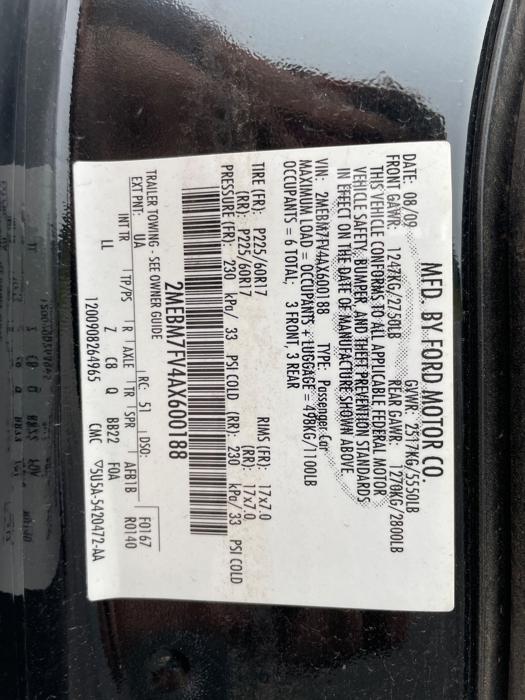 MFD. BY FORD MOTOR CO.
DATE: 08/09 GVWR: 2517KG/5550LB
FRONT GAWR: 1247KG/2750LB REAR GAWR: 1270KG/2800LB
THIS VEHICLE CONFORMS TO ALL APPLICABLE FEDERAL MOTOR
VEHICLE SAFETY, BUMPER, AND THEFT PREVENTION STANDARDS
IN EFFECT ON THE DATE OF MANUFACTURE SHOWN ABOVE.
VIN: 2MEBM7FV4AX600188 TYPE: Passenger Car
MAXIMUM LOAD = OCCUPANTS + LUGGAGE = 498KG/1100LB
OCCUPANTS = 6 TOTAL; 3 FRONT, 3 REAR
TIRE (FR): P225/60R17 RIMS (FR): 17x7.0
(RR): P225/60R17 (RR): 17x7.0
PRESSURE (FR): 230 kPa/ 33 PSI COLD (RR): 230 kPa/33 PSI COLD
2MEBM7FV4AX600188
TRAILER TOWING - SEE OWNER GUIDE
F0167
EXT PNT: UA RC: 51 DSO: AFB1B R0140
INT TR TP/PS R AXLE TR SPR
LL Z C8 Q BB22 F0A
1200908264965 CMC 5U5A-5420472-AA